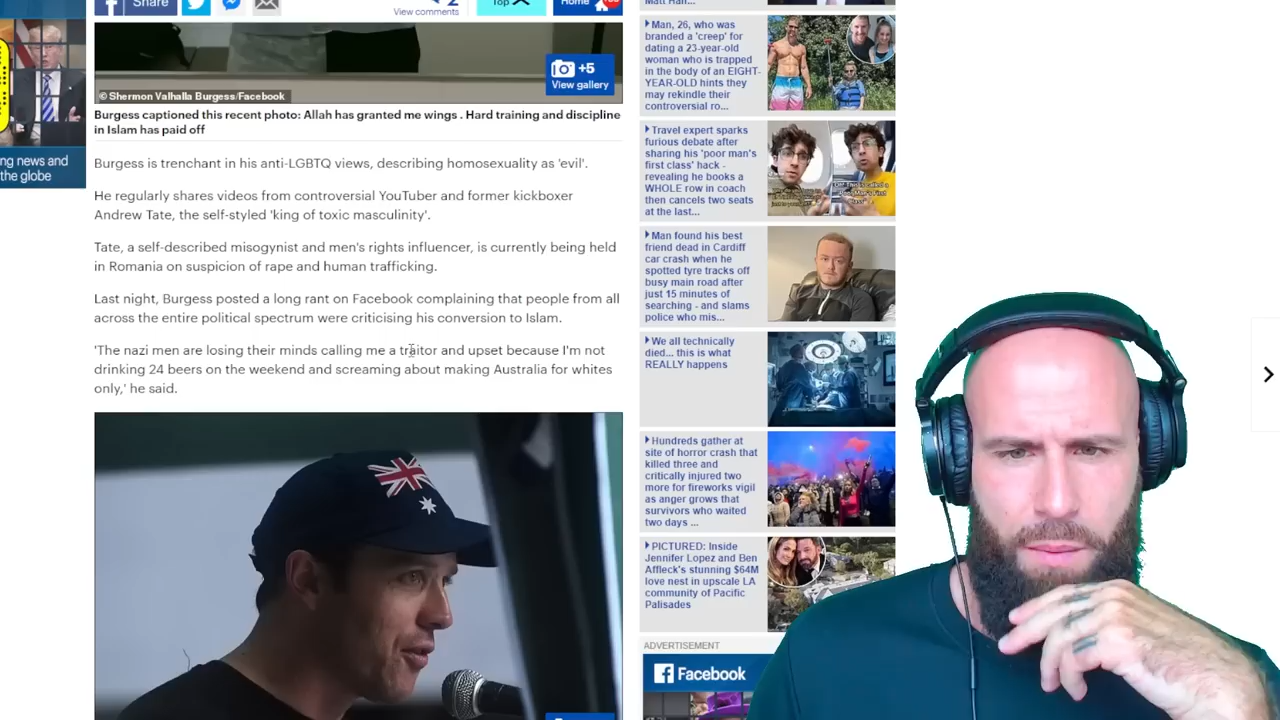 Share
2
View comments
Top
Home
+5
View gallery
© Shermon Valhalla Burgess/Facebook
Burgess captioned this recent photo: Allah has granted me wings . Hard training and discipline
in Islam has paid off
Burgess is trenchant in his anti-LGBTQ views, describing homosexuality as 'evil'.
He regularly shares videos from controversial YouTuber and former kickboxer
Andrew Tate, the self-styled 'king of toxic masculinity'.
Tate, a self-described misogynist and men's rights influencer, is currently being held
in Romania on suspicion of rape and human trafficking.
Last night, Burgess posted a long rant on Facebook complaining that people from all
across the entire political spectrum were criticising his conversion to Islam.
'The nazi men are losing their minds calling me a traitor and upset because I'm not
drinking 24 beers on the weekend and screaming about making Australia for whites
only,' he said.
ng news and
the globe
Man, 26, who was
branded a 'creep' for
dating a 23-year-old
woman who is trapped
in the body of an EIGHT-
YEAR-OLD hints they
may rekindle their
controversial ro...
Travel expert sparks
furious debate after
sharing his 'poor man's
first class' hack -
revealing he books a
WHOLE row in coach
then cancels two seats
at the last...
Man found his best
friend dead in Cardiff
car crash when he
spotted tyre tracks off
busy main road after
just 15 minutes of
searching - and slams
police who mis...
We all technically
died... this is what
REALLY happens
Hundreds gather at
site of horror crash that
killed three and
critically injured two
more for fireworks vigil
as anger grows that
survivors who waited
two days ...
PICTURED: Inside
Jennifer Lopez and Ben
Affleck's stunning $64M
love nest in upscale LA
community of Pacific
Palisades
ADVERTISEMENT
Facebook